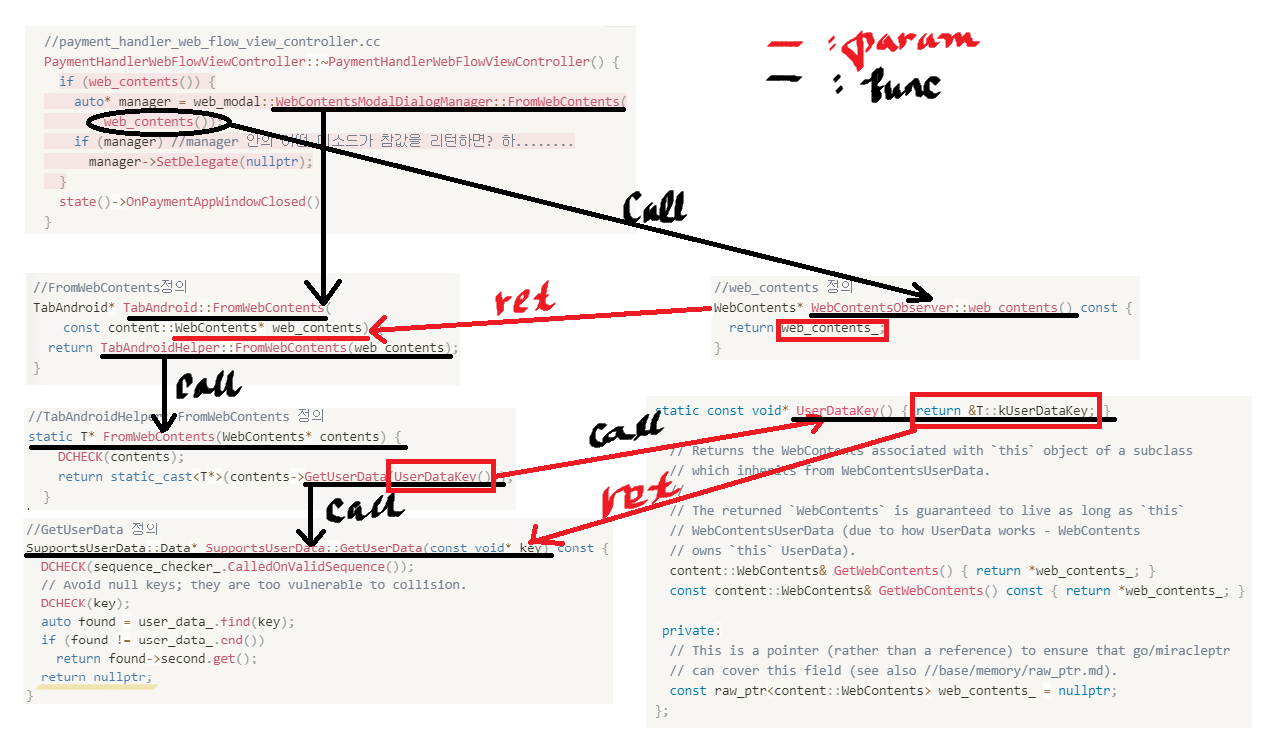 — : param
— : func
//payment_handler_web_flow_view_controller.cc
PaymentHandlerWebFlowViewController::~PaymentHandlerWebFlowViewController() {
if (web_contents()) {
auto* manager = web_modal::WebContentsModalDialogManager::FromWebContents(
web_contents());
if (manager) //manager 안의 어떤 메소드가 참값을 리턴하면? 하........
manager->SetDelegate(nullptr);
}
state()->OnPaymentAppWindowClosed()
}
call
//FromWebContents정의
TabAndroid* TabAndroid::FromWebContents(
const content::WebContents* web_contents)
return TabAndroidHelper::FromWebContents(web_contents);
}
ret
//web_contents 정의
WebContents* WebContentsObserver::web_contents() const {
return web_contents_;
}
call
//TabAndroidHelper FromWebContents 정의
static T* FromWebContents(WebContents* contents) {
DCHECK(contents);
return static_cast<T*>(contents->GetUserData(UserDataKey()
}
call
call
ret
//GetUserData 정의
SupportsUserData::Data* SupportsUserData::GetUserData(const void* key) const {
DCHECK(sequence_checker_.CalledOnValidSequence());
// Avoid null keys; they are too vulnerable to collision.
DCHECK(key);
auto found = user_data_.find(key);
if (found != user_data_.end())
return found->second.get();
return nullptr;
}
static const void* UserDataKey() { return &T::kUserDataKey; }
// Returns the WebContents associated with `this` object of a subclass
// which inherits from WebContentsUserData.
//
// The returned `WebContents` is guaranteed to live as long as `this`
// WebContentsUserData (due to how UserData works - WebContents
// owns `this` UserData).
content::WebContents& GetWebContents() { return *web_contents_; }
const content::WebContents& GetWebContents() const { return *web_contents_; }
private:
// This is a pointer (rather than a reference) to ensure that go/miracleptr
// can cover this field (see also //base/memory/raw_ptr.md).
const raw_ptr<content::WebContents> web_contents_ = nullptr;
};